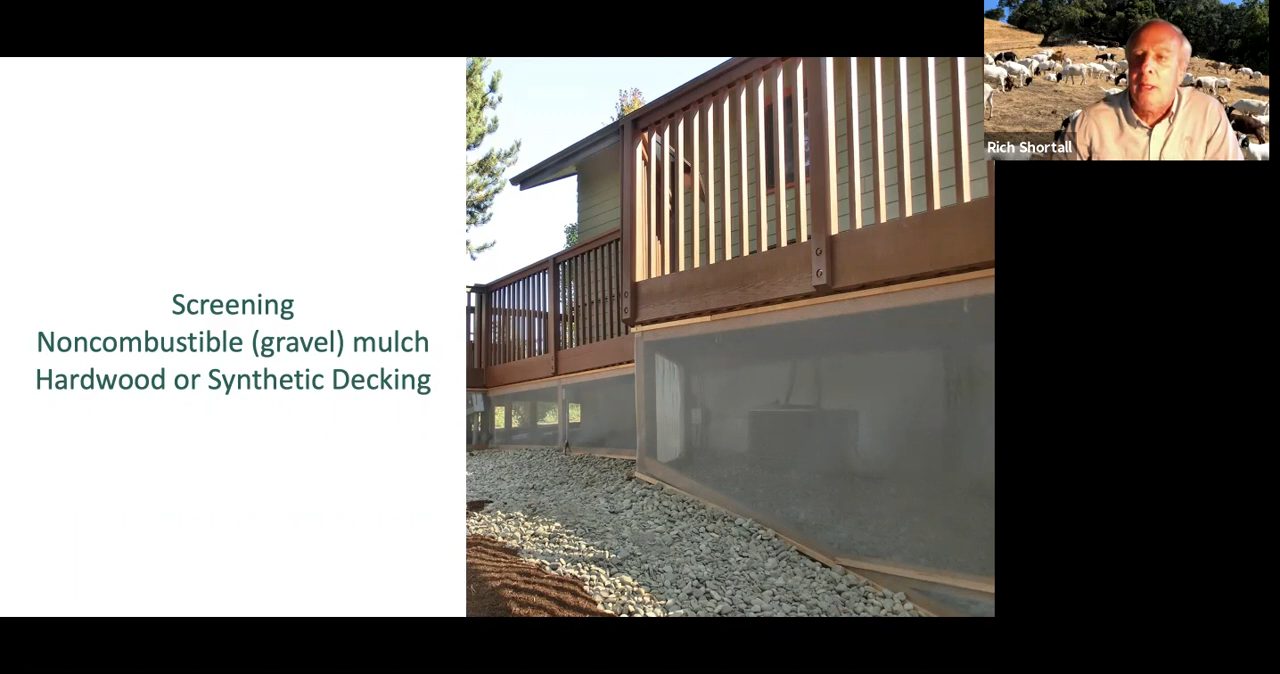 Screening
Noncombustible (gravel) mulch
Hardwood or Synthetic Decking
Rich Shortall